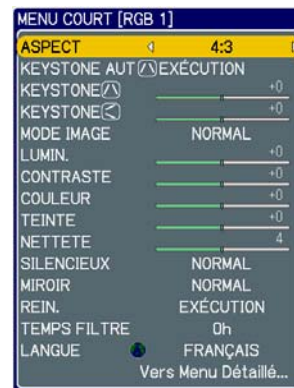 MENU COURT [RGB 1]
ASPECT 4:3
KEYSTONE AUT EXÉCUTION
KEYSTONE +0
KEYSTONE +0
MODE IMAGE NORMAL
LUMIN. +0
CONTRASTE +0
COULEUR +0
TEINTE +0
NETTETE 4
SILENCIEUX NORMAL
MIROIR NORMAL
REIN. EXÉCUTION
TEMPS FILTRE 0h
LANGUE FRANÇAIS
Vers Menu Détaillé...